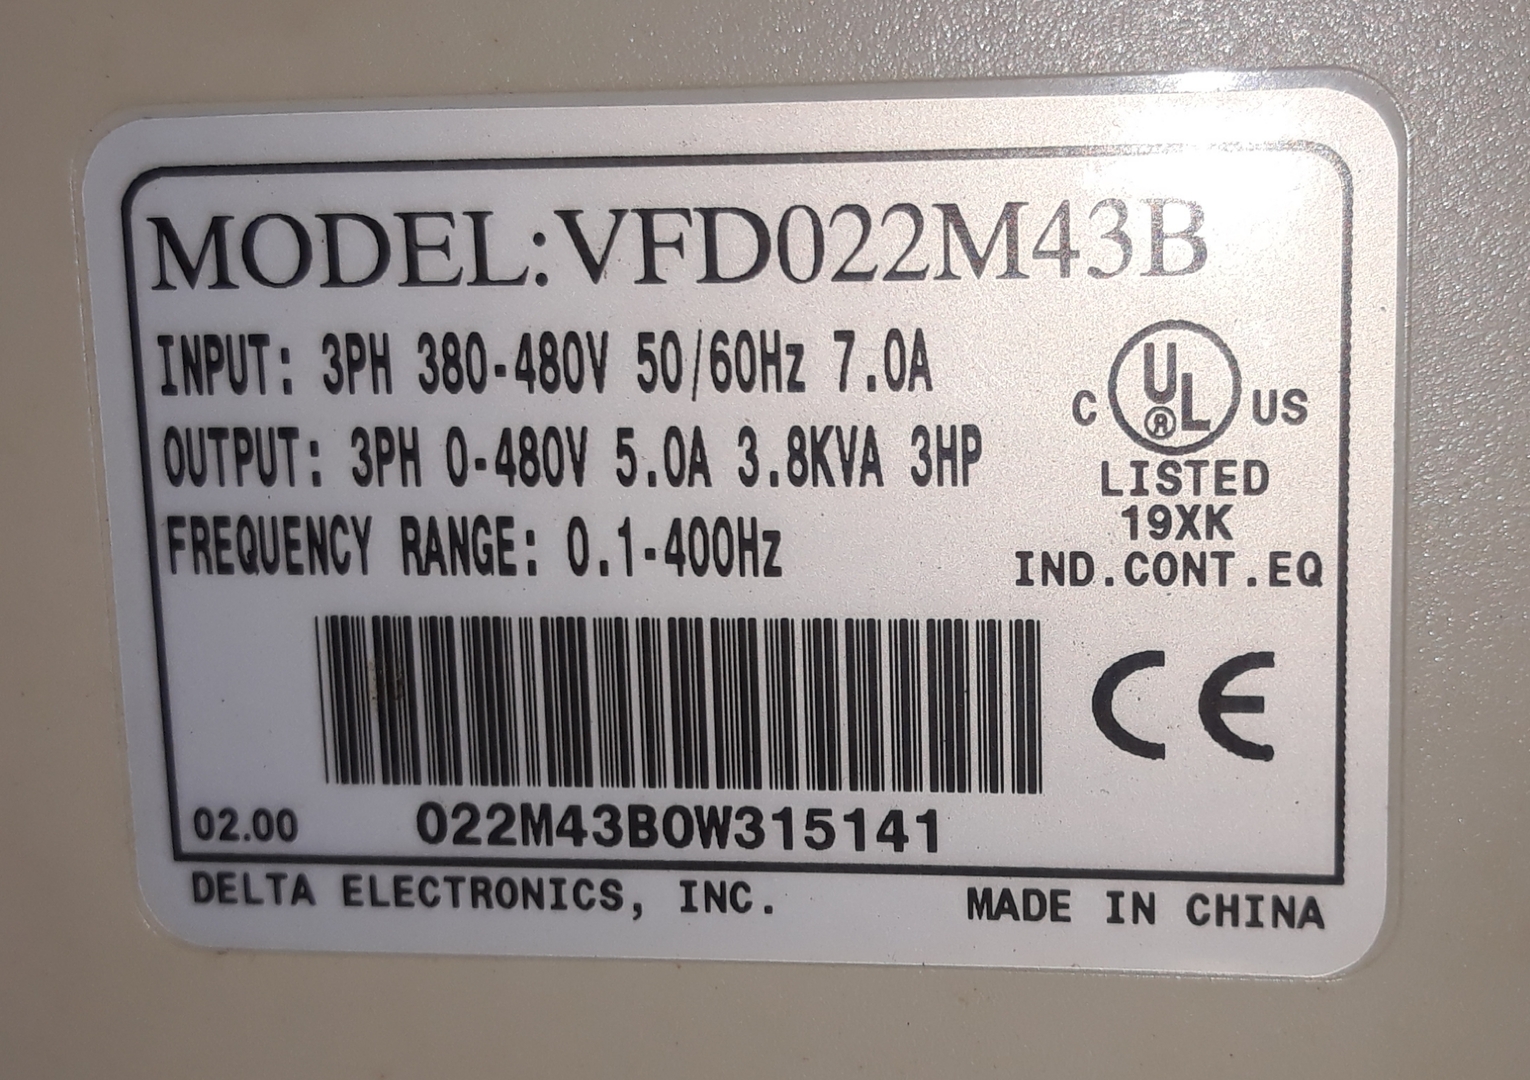 MODEL:VFD022M43B
INPUT: 3PH 380-480V 50/60Hz 7.0A
OUTPUT: 3PH 0-480V 5.0A 3.8KVA 3HP
FREQUENCY RANGE: 0.1-400Hz
C UL® US
LISTED
19XK
IND.CONT.EQ
CE
02.00 022M43B0W315141
DELTA ELECTRONICS, INC. MADE IN CHINA